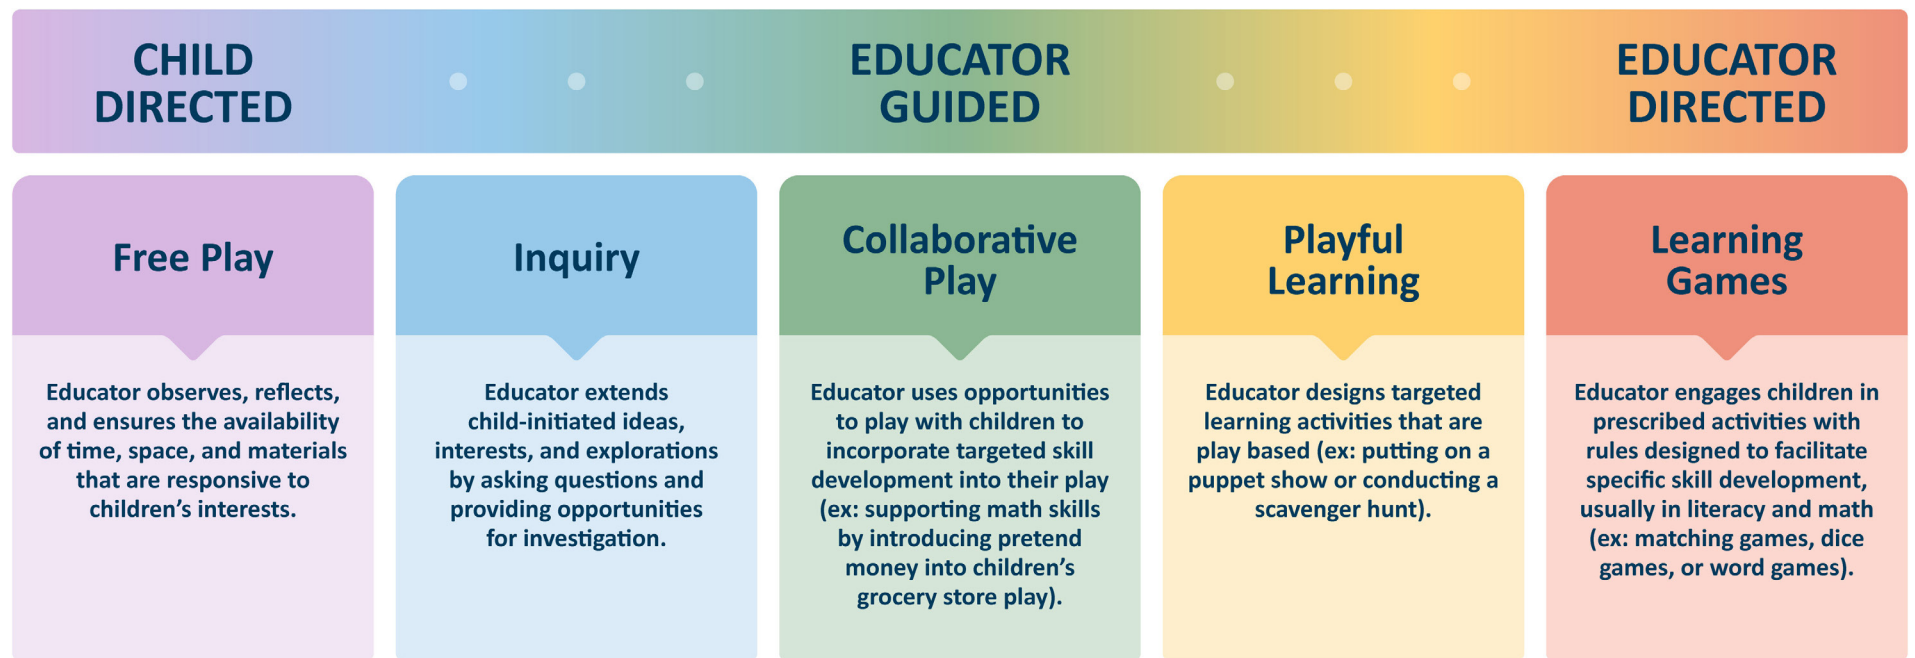 CHILD
DIRECTED
EDUCATOR
GUIDED
EDUCATOR
DIRECTED
Free Play
Educator observes, reflects,
and ensures the availability
of time, space, and materials
that are responsive to
children’s interests.
Inquiry
Educator extends
child-initiated ideas,
interests, and explorations
by asking questions and
providing opportunities
for investigation.
Collaborative
Play
Educator uses opportunities
to play with children to
incorporate targeted skill
development into their play
(ex: supporting math skills
by introducing pretend
money into children’s
grocery store play).
Playful
Learning
Educator designs targeted
learning activities that are
play based (ex: putting on a
puppet show or conducting a
scavenger hunt).
Learning
Games
Educator engages children in
prescribed activities with
rules designed to facilitate
specific skill development,
usually in literacy and math
(ex: matching games, dice
games, or word games).